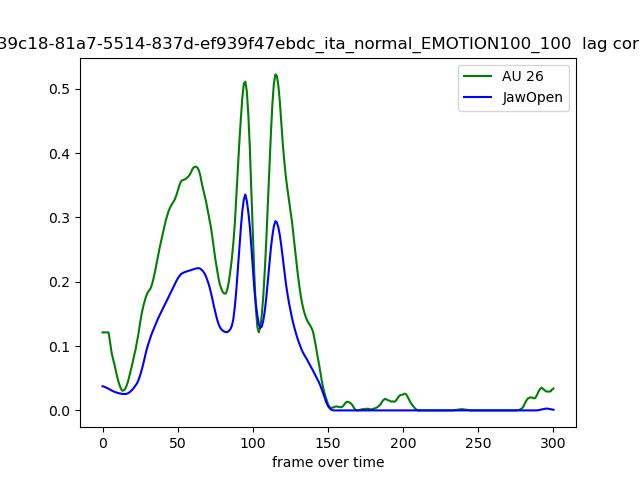 39c18-81a7-5514-837d-ef939f47ebdc_ita_normal_EMOTION100_100 lag cor
AU 26
JawOpen
0.5
0.4
0.3
0.2
0.1
0.0
0 50 100 150 200 250 300
frame over time